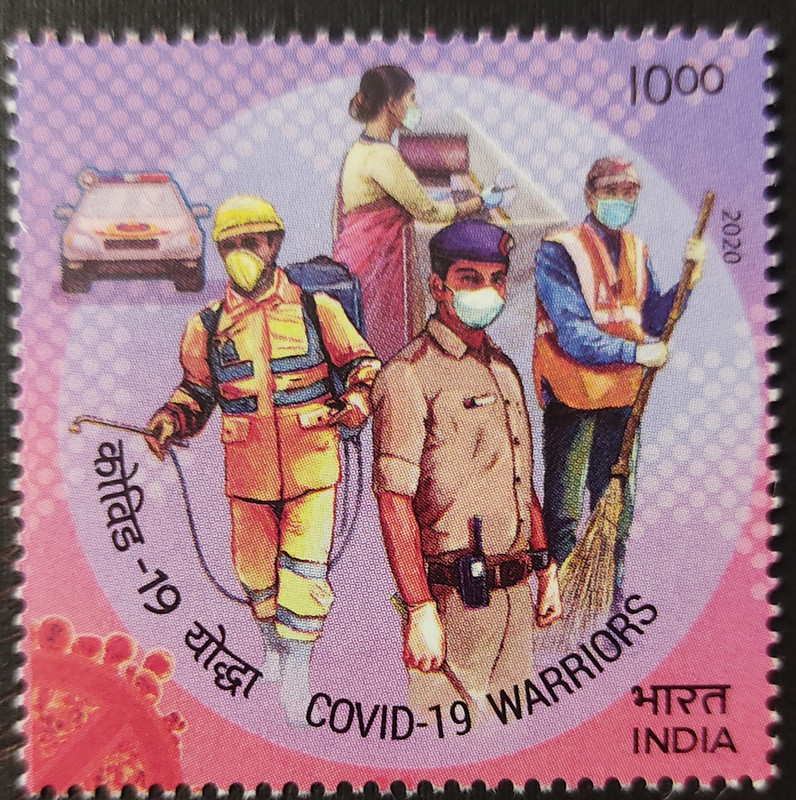 1000
2020
कोविड -19 योद्धा
COVID-19 WARRIORS
भारत
INDIA